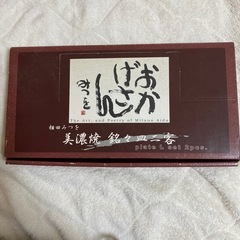 おかげさん
みつを
The Art, and Poetry of Mitsuo Aida
相田みつを
美濃焼 銘々皿二客
plate L set 2pcs.